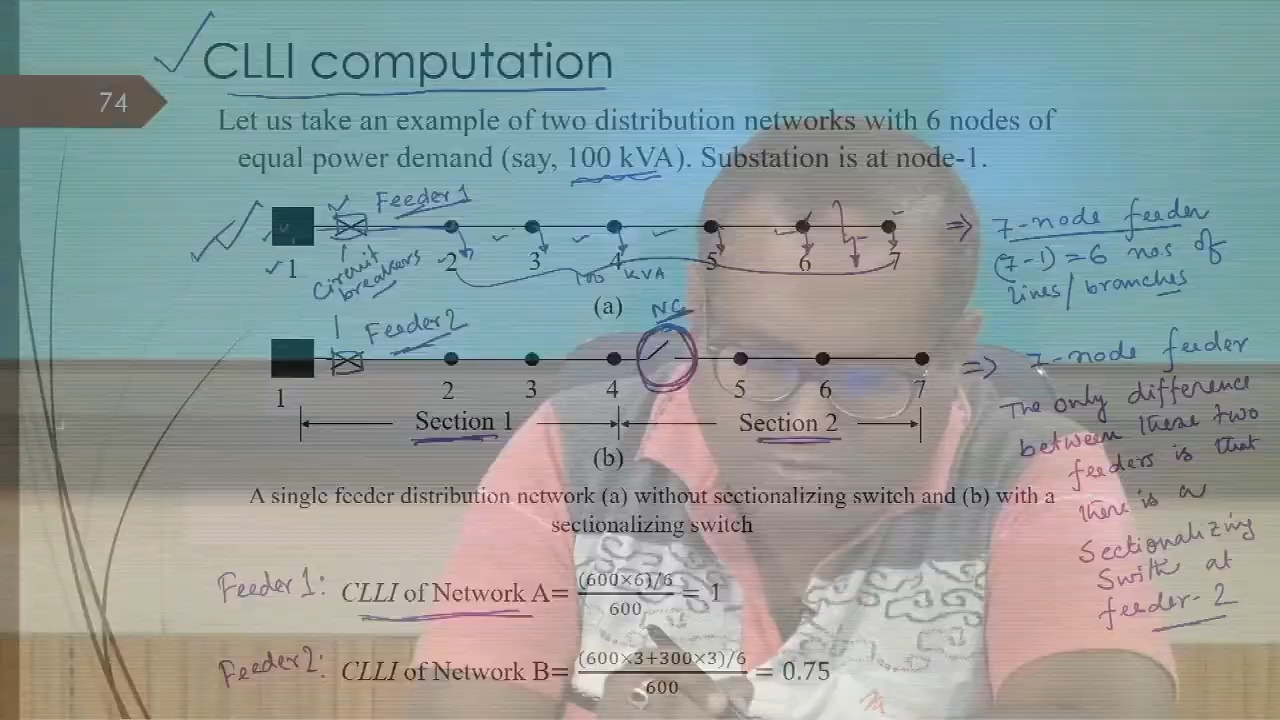 CLLI computation
74
Let us take an example of two distribution networks with 6 nodes of
equal power demand (say, 100 kVA). Substation is at node-1.
Feeder 1
1 2 3 4 5 6 7
Circuit
breakers
100 KVA
(a)
⇒ 7-node feeder
(7-1) = 6 nos of
lines/branches
NC
Feeder 2
1 2 3 4 5 6 7
Section 1 Section 2
(b)
⇒ 7-node feeder
The only difference
between these two
feeders is that
there is a
Sectionalizing
Switch at
feeder-2
A single feeder distribution network (a) without sectionalizing switch and (b) with a
sectionalizing switch
Feeder 1: CLLI of Network A= (600×6)/6 / 600 = 1
Feeder 2: CLLI of Network B= (600×3+300×3)/6 / 600 = 0.75